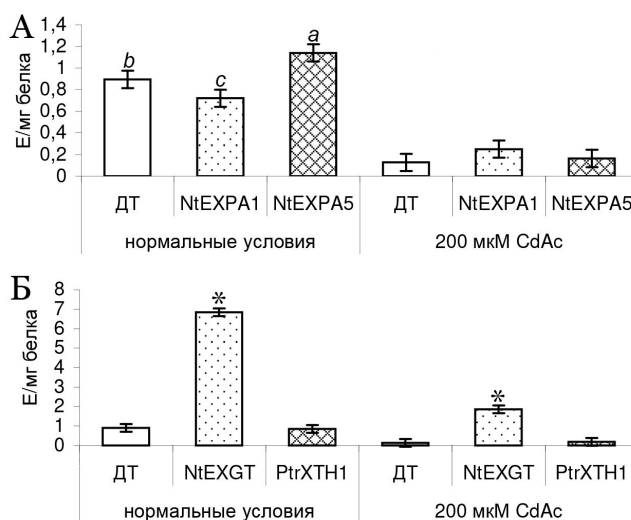 А
Е/мг белка
1,4
1,2
1
0,8
0,6
0,4
0,2
0
b
c
a
ДТ NtEXPA1 NtEXPA5 ДТ NtEXPA1 NtEXPA5
нормальные условия 200 мкМ CdAc
Б
Е/мг белка
8
7
6
5
4
3
2
1
0
*
*
ДТ NtEXGT PtrXTH1 ДТ NtEXGT PtrXTH1
нормальные условия 200 мкМ CdAc